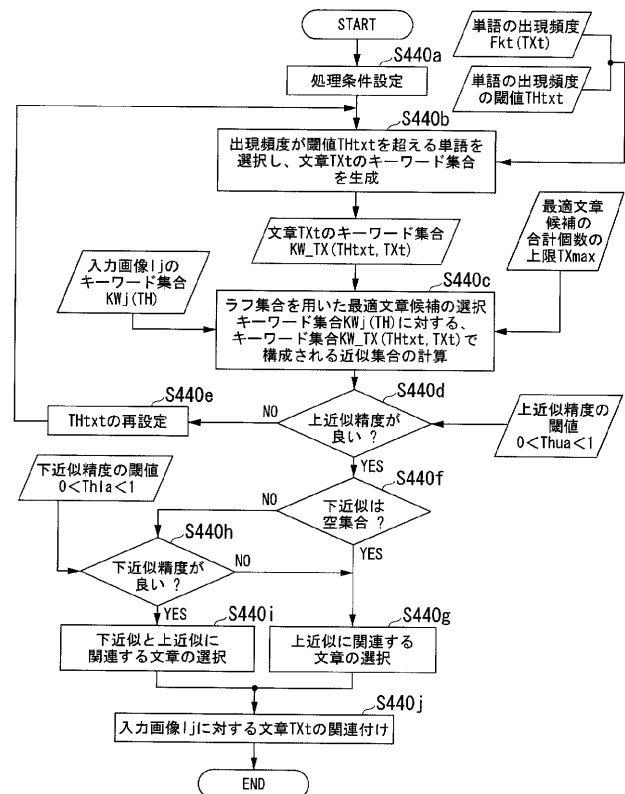 START
単語の出現頻度
Fkt(TXt)
S440a
処理条件設定
単語の出現頻度
の閾値THtxt
S440b
出現頻度が閾値THtxtを超える単語を
選択し、文章TXtのキーワード集合
を生成
文章TXtのキーワード集合
KW_TX(THtxt,TXt)
最適文章
候補の
合計個数の
上限TXmax
入力画像Ijの
キーワード集合
KWj(TH)
S440c
ラフ集合を用いた最適文章候補の選択
キーワード集合KWj(TH)に対する、
キーワード集合KW_TX(THtxt,TXt)で
構成される近似集合の計算
S440d
上近似精度が
良い ?
NO
YES
S440e
THtxtの再設定
上近似精度の
閾値
0<Thua<1
下近似精度の閾値
0<Thla<1
S440f
下近似は
空集合 ?
NO
YES
S440h
下近似精度が
良い ?
NO
YES
S440i
下近似と上近似に
関連する文章の選択
S440g
上近似に関連する
文章の選択
S440j
入力画像Ijに対する文章TXtの関連付け
END